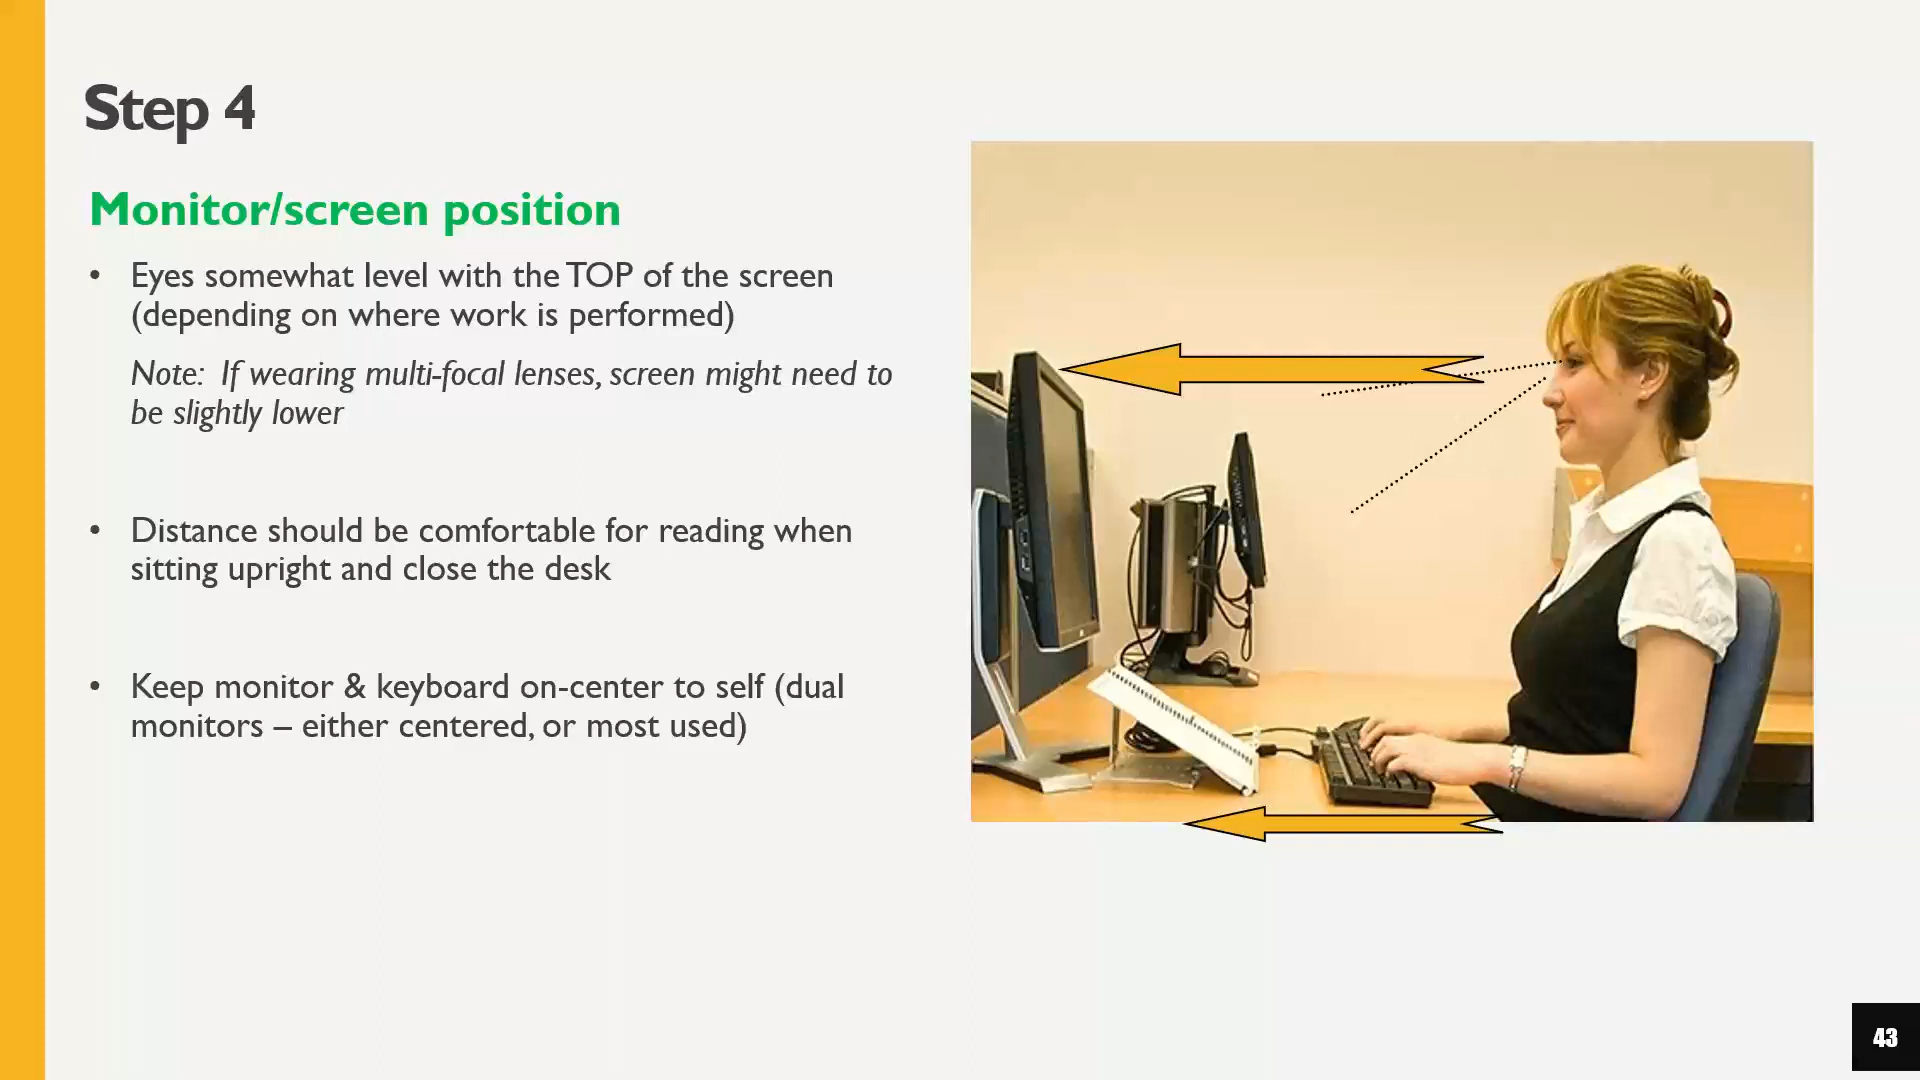 Step 4
Monitor/screen position
• Eyes somewhat level with the TOP of the screen
(depending on where work is performed)
Note: If wearing multi-focal lenses, screen might need to
be slightly lower
• Distance should be comfortable for reading when
sitting upright and close the desk
• Keep monitor & keyboard on-center to self (dual
monitors – either centered, or most used)
43